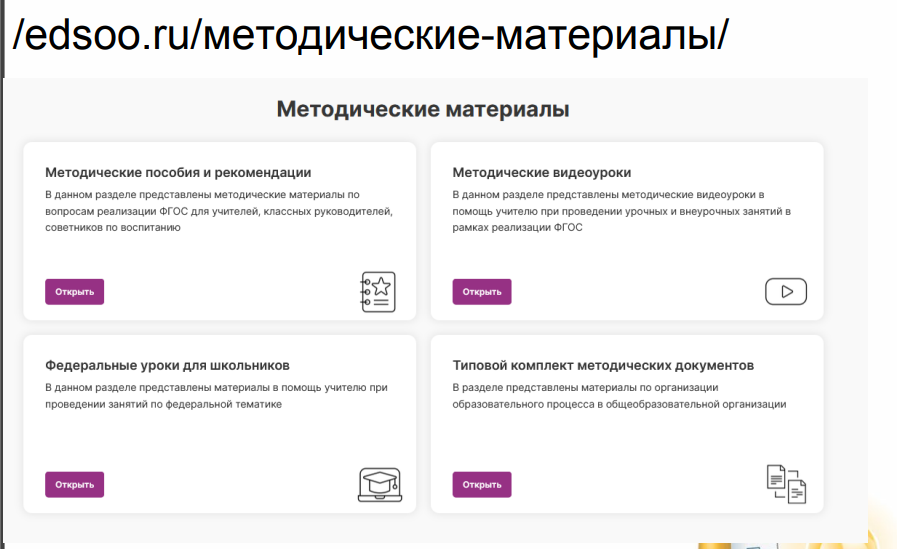 /edsoo.ru/методические-материалы/
Методические материалы
Методические пособия и рекомендации
В данном разделе представлены методические материалы по
вопросам реализации ФГОС для учителей, классных руководителей,
советников по воспитанию
Открыть
Методические видеоуроки
В данном разделе представлены методические видеоуроки в
помощь учителю при проведении урочных и внеурочных занятий в
рамках реализации ФГОС
Открыть
Федеральные уроки для школьников
В данном разделе представлены материалы в помощь учителю при
проведении занятий по федеральной тематике
Открыть
Типовой комплект методических документов
В разделе представлены материалы по организации
образовательного процесса в общеобразовательной организации
Открыть